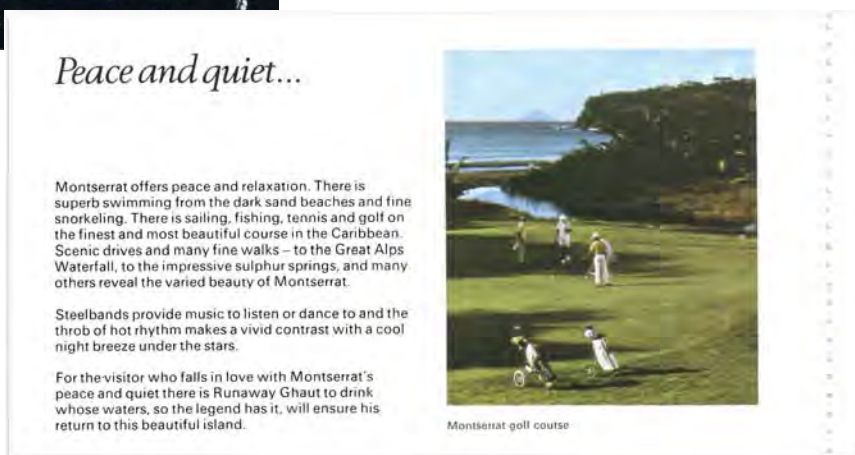 Peace and quiet...
Montserrat offers peace and relaxation. There is
superb swimming from the dark sand beaches and fine
snorkeling. There is sailing, fishing, tennis and golf on
the finest and most beautiful course in the Caribbean.
Scenic drives and many fine walks – to the Great Alps
Waterfall, to the impressive sulphur springs, and many
others reveal the varied beauty of Montserrat.
Steelbands provide music to listen or dance to and the
throb of hot rhythm makes a vivid contrast with a cool
night breeze under the stars.
For the visitor who falls in love with Montserrat's
peace and quiet there is Runaway Ghaut to drink
whose waters, so the legend has it, will ensure his
return to this beautiful island.
Montserrat golf course